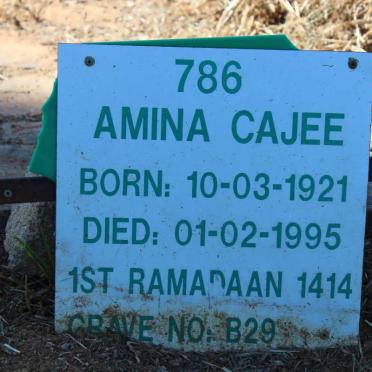 786
AMINA CAJEE
BORN: 10-03-1921
DIED: 01-02-1995
1ST RAMADAAN 1414
GRAVE NO: B29